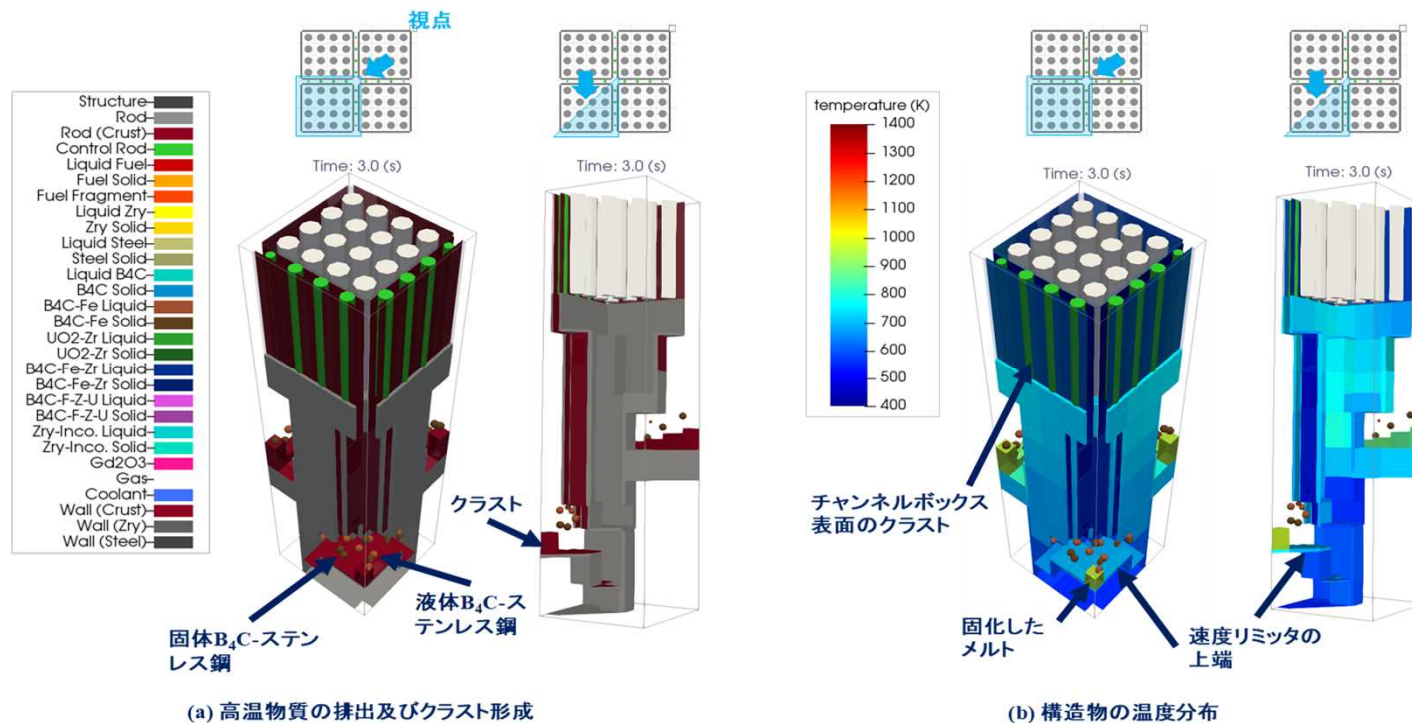 視点
Structure
Rod
Rod (Crust)
Control Rod
Liquid Fuel
Fuel Solid
Fuel Fragment
Liquid Zry
Zry Solid
Liquid Steel
Steel Solid
Liquid B4C
B4C Solid
B4C-Fe Liquid
B4C-Fe Solid
UO2-Zr Liquid
UO2-Zr Solid
B4C-Fe-Zr Liquid
B4C-Fe-Zr Solid
B4C-F-Z-U Liquid
B4C-F-Z-U Solid
Zry-Inco. Liquid
Zry-Inco. Solid
Gd2O3
Gas
Coolant
Wall (Crust)
Wall (Zry)
Wall (Steel)
Time: 3.0 (s)
Time: 3.0 (s)
クラスト
液体B₄C-ス
テンレス鋼
固体B₄C-ステン
レス鋼
(a) 高温物質の排出及びクラスト形成
temperature (K)
1400
1300
1200
1100
1000
900
800
700
600
500
400
Time: 3.0 (s)
Time: 3.0 (s)
チャンネルボックス
表面のクラスト
固化した
メルト
速度リミッタの
上端
(b) 構造物の温度分布